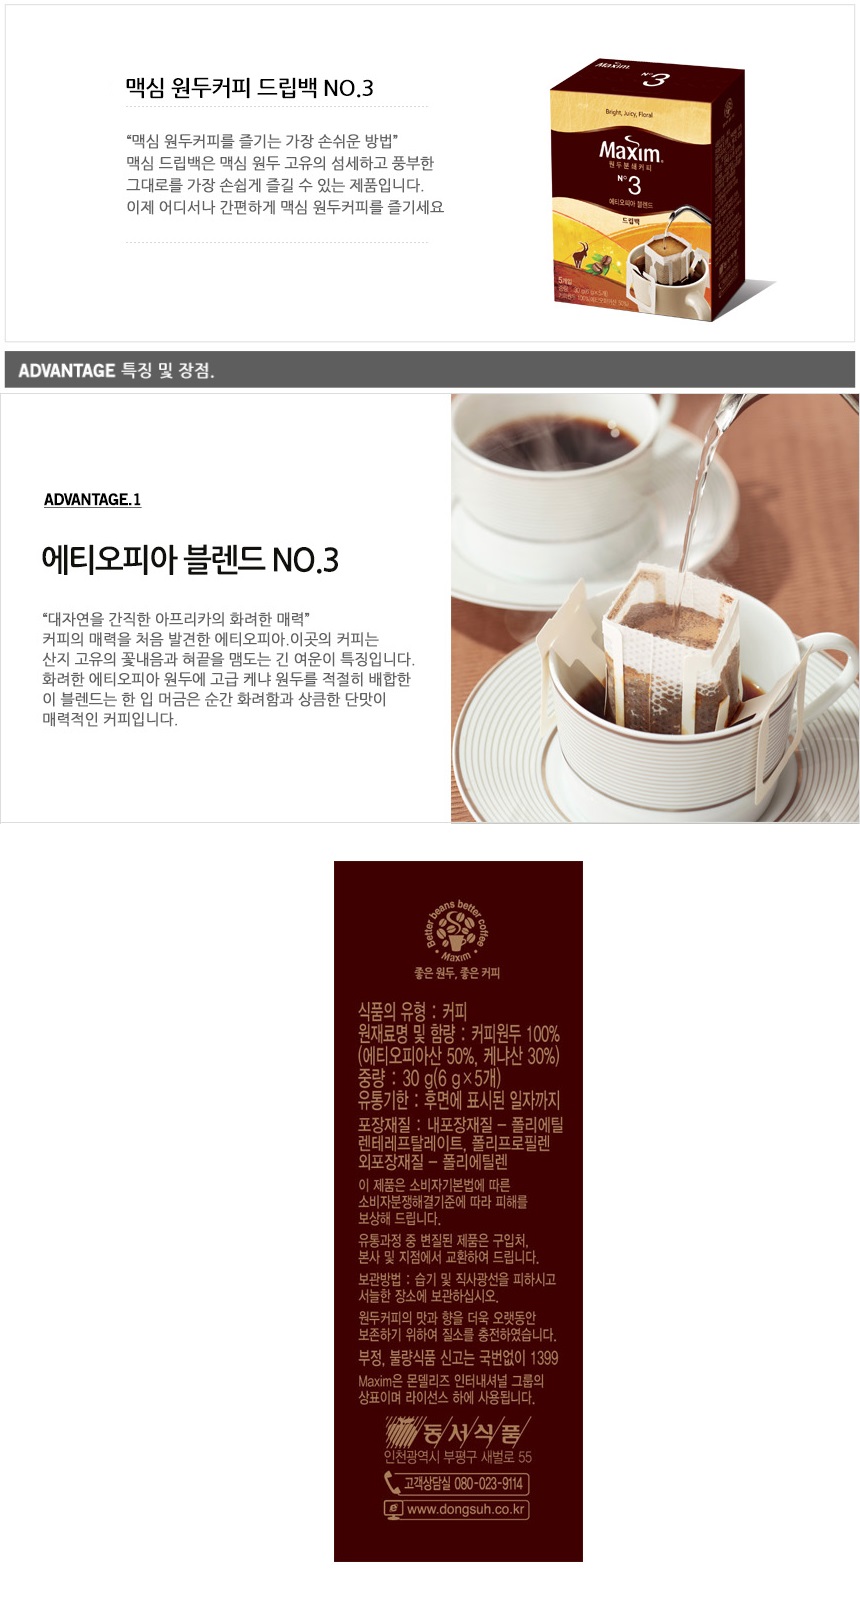 맥심 원두커피 드립백 NO.3
“맥심 원두커피를 즐기는 가장 손쉬운 방법”
맥심 드립백은 맥심 원두 고유의 섬세하고 풍부한
그대로를 가장 손쉽게 즐길 수 있는 제품입니다.
이제 어디서나 간편하게 맥심 원두커피를 즐기세요
Maxim
Nº3
Bright, Juicy, Floral
Maxim
원두분쇄커피
Nº
3
에티오피아 블렌드
드립백
5개입
ADVANTAGE 특징 및 장점.
ADVANTAGE.1
에티오피아 블렌드 NO.3
“대자연을 간직한 아프리카의 화려한 매력”
커피의 매력을 처음 발견한 에티오피아.이곳의 커피는
산지 고유의 꽃내음과 혀끝을 맴도는 긴 여운이 특징입니다.
화려한 에티오피아 원두에 고급 케냐 원두를 적절히 배합한
이 블렌드는 한 입 머금은 순간 화려함과 상큼한 단맛이
매력적인 커피입니다.
Better beans better coffee
• Maxim •
좋은 원두, 좋은 커피
식품의 유형 : 커피
원재료명 및 함량 : 커피원두 100%
(에티오피아산 50%, 케냐산 30%)
중량 : 30 g(6 g×5개)
유통기한 : 후면에 표시된 일자까지
포장재질 : 내포장재질 – 폴리에틸
렌테레프탈레이트, 폴리프로필렌
외포장재질 – 폴리에틸렌
이 제품은 소비자기본법에 따른
소비자분쟁해결기준에 따라 피해를
보상해 드립니다.
유통과정 중 변질된 제품은 구입처,
본사 및 지점에서 교환하여 드립니다.
보관방법 : 습기 및 직사광선을 피하시고
서늘한 장소에 보관하십시오.
원두커피의 맛과 향을 더욱 오랫동안
보존하기 위하여 질소를 충전하였습니다.
부정, 불량식품 신고는 국번없이 1399
Maxim은 몬델리즈 인터내셔널 그룹의
상표이며 라이선스 하에 사용됩니다.
동서식품
인천광역시 부평구 새벌로 55
고객상담실 080-023-9114
www.dongsuh.co.kr